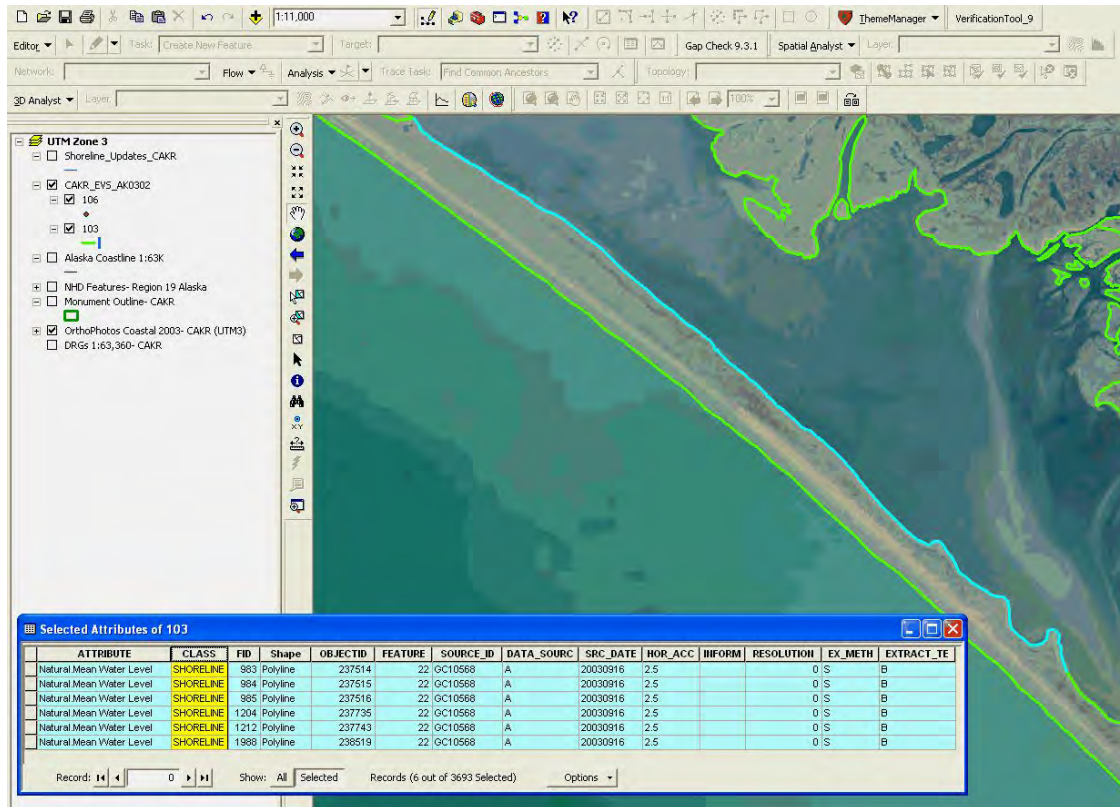 1:11,000 ThemeManager VerificationTool_9
Editor Task: Create New Feature Target: Gap Check 9.3.1 Spatial Analyst Layer:
Network: Flow Analysis Trace Task: Find Common Ancestors Topology:
3D Analyst Layer: 1:1 100%
UTM Zone 3
Shoreline_Updates_CAKR
CAKR_EVS_AK0302
106
103
Alaska Coastline 1:63K
NHD Features- Region 19 Alaska
Monument Outline- CAKR
OrthoPhotos Coastal 2003- CAKR (UTM3)
DRGs 1:63,360- CAKR
XY
Selected Attributes of 103
ATTRIBUTE CLASS FID Shape OBJECTID FEATURE SOURCE_ID DATA_SOURC SRC_DATE HOR_ACC INFORM RESOLUTION EX_METH EXTRACT_TE
Natural.Mean Water Level SHORELINE 983 Polyline 237514 22 GC10568 A 20030916 2.5 0 S B
Natural.Mean Water Level SHORELINE 984 Polyline 237515 22 GC10568 A 20030916 2.5 0 S B
Natural.Mean Water Level SHORELINE 985 Polyline 237516 22 GC10568 A 20030916 2.5 0 S B
Natural.Mean Water Level SHORELINE 1204 Polyline 237735 22 GC10568 A 20030916 2.5 0 S B
Natural.Mean Water Level SHORELINE 1212 Polyline 237743 22 GC10568 A 20030916 2.5 0 S B
Natural.Mean Water Level SHORELINE 1988 Polyline 238519 22 GC10568 A 20030916 2.5 0 S B
Record: 0 Show: All Selected Records (6 out of 3693 Selected) Options